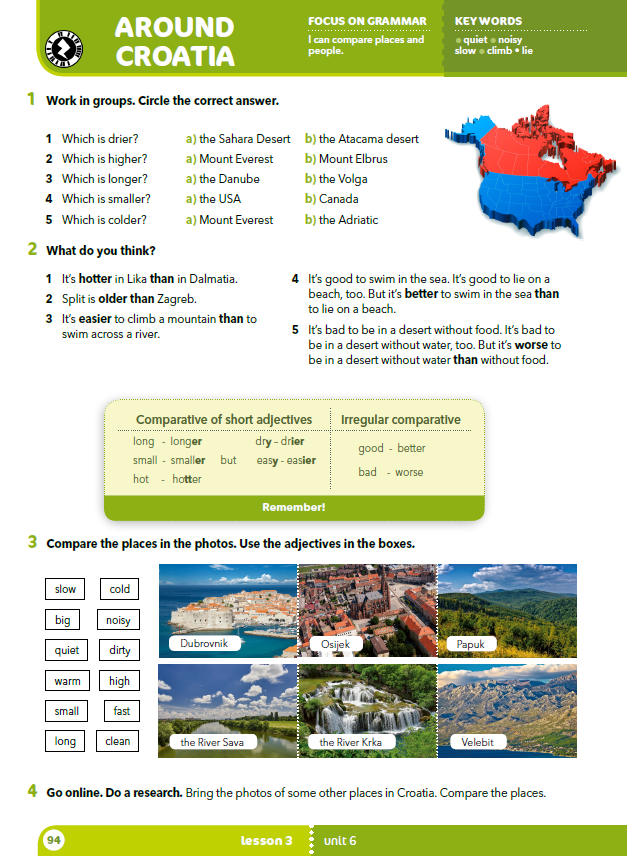 AROUND
CROATIA
FOCUS ON GRAMMAR
I can compare places and
people.
KEY WORDS
quiet noisy
slow climb • lie
1 Work in groups. Circle the correct answer.
1 Which is drier? a) the Sahara Desert b) the Atacama desert
2 Which is higher? a) Mount Everest b) Mount Elbrus
3 Which is longer? a) the Danube b) the Volga
4 Which is smaller? a) the USA b) Canada
5 Which is colder? a) Mount Everest b) the Adriatic
2 What do you think?
1 It's hotter in Lika than in Dalmatia.
2 Split is older than Zagreb.
3 It's easier to climb a mountain than to
swim across a river.
4 It's good to swim in the sea. It's good to lie on a
beach, too. But it's better to swim in the sea than
to lie on a beach.
5 It's bad to be in a desert without food. It's bad to
be in a desert without water, too. But it's worse to
be in a desert without water than without food.
Comparative of short adjectives Irregular comparative
long - longer dry - drier
small - smaller but easy - easier
hot - hotter
good - better
bad - worse
Remember!
3 Compare the places in the photos. Use the adjectives in the boxes.
slow cold
big noisy
quiet dirty
warm high
small fast
long clean
Dubrovnik Osijek Papuk
the River Sava the River Krka Velebit
4 Go online. Do a research. Bring the photos of some other places in Croatia. Compare the places.
94 lesson 3 unit 6